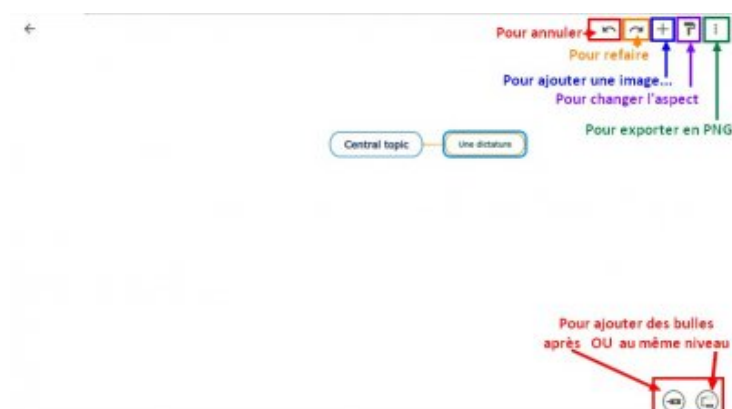 Pour annuler
Pour refaire
Pour ajouter une image...
Pour changer l'aspect
Pour exporter en PNG
Central topic
Une dictature
Pour ajouter des bulles
après OU au même niveau